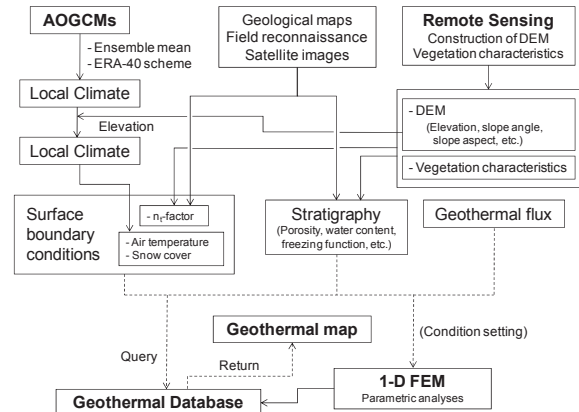 AOGCMs
- Ensemble mean
- ERA-40 scheme
Local Climate
Elevation
Local Climate
Geological maps
Field reconnaissance
Satellite images
Remote Sensing
Construction of DEM
Vegetation characteristics
- DEM
(Elevation, slope angle,
slope aspect, etc.)
- Vegetation characteristics
Surface
boundary
conditions
- nt-factor
- Air temperature
- Snow cover
Stratigraphy
(Porosity, water content,
freezing function, etc.)
Geothermal flux
Geothermal map
(Condition setting)
Query
Return
Geothermal Database
1-D FEM
Parametric analyses